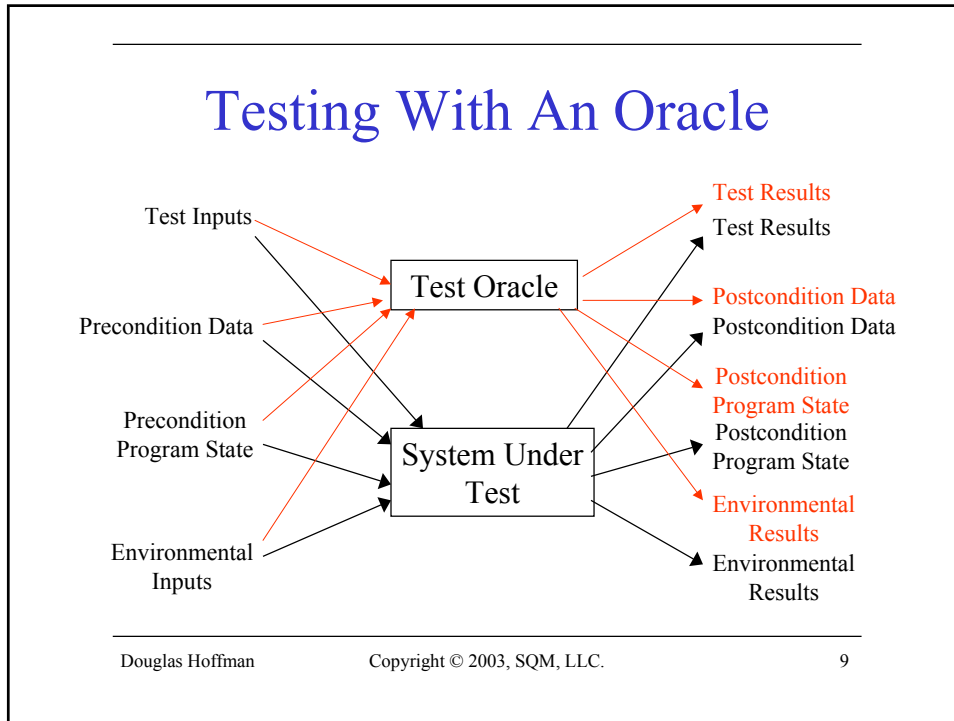 Testing With An Oracle
Test Inputs
Precondition Data
Precondition
Program State
Environmental
Inputs
Test Oracle
System Under
Test
Test Results
Test Results
Postcondition Data
Postcondition Data
Postcondition
Program State
Postcondition
Program State
Environmental
Results
Environmental
Results
Douglas Hoffman
Copyright © 2003, SQM, LLC.
9